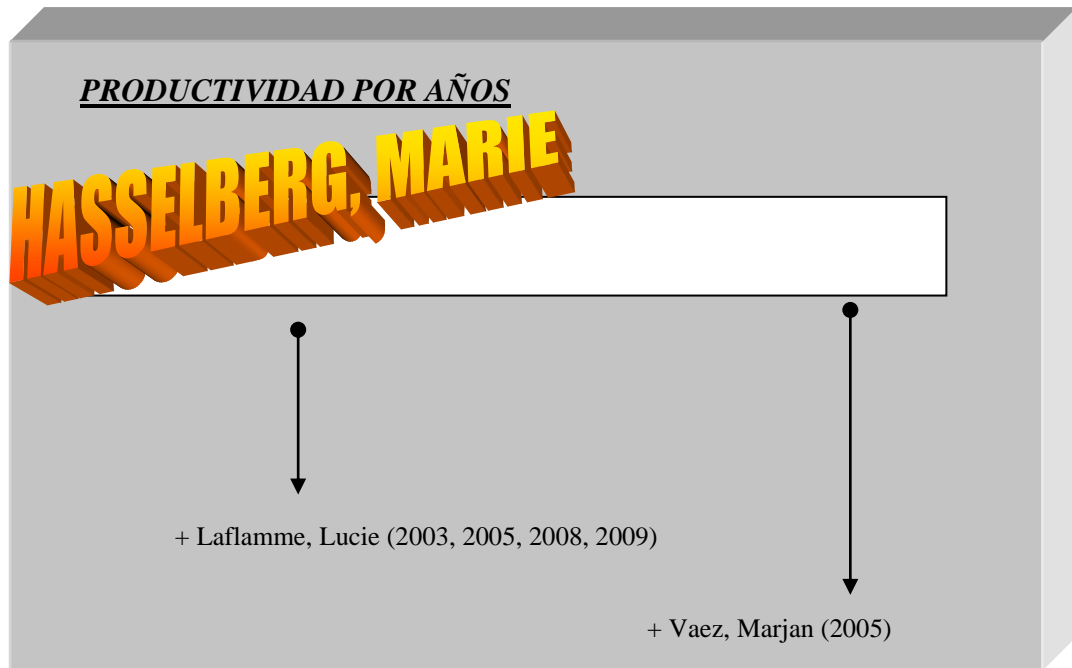 PRODUCTIVIDAD POR AÑOS
HASSELBERG, MARIE
+ Laflamme, Lucie (2003, 2005, 2008, 2009)
+ Vaez, Marjan (2005)